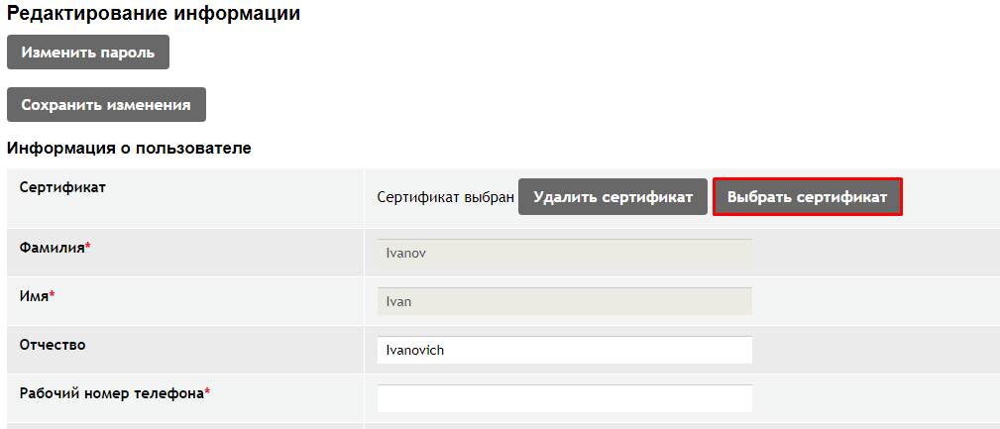 Редактирование информации
Изменить пароль
Сохранить изменения
Информация о пользователе
Сертификат
Сертификат выбран Удалить сертификат Выбрать сертификат
Фамилия*
Ivanov
Имя*
Ivan
Отчество
Ivanovich
Рабочий номер телефона*